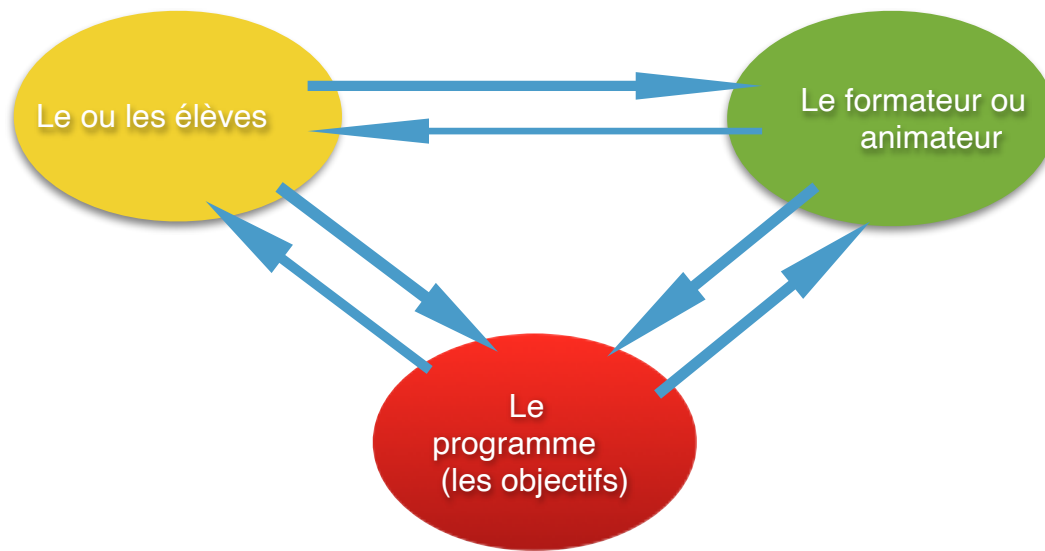 Le ou les élèves
Le formateur ou
animateur
Le
programme
(les objectifs)